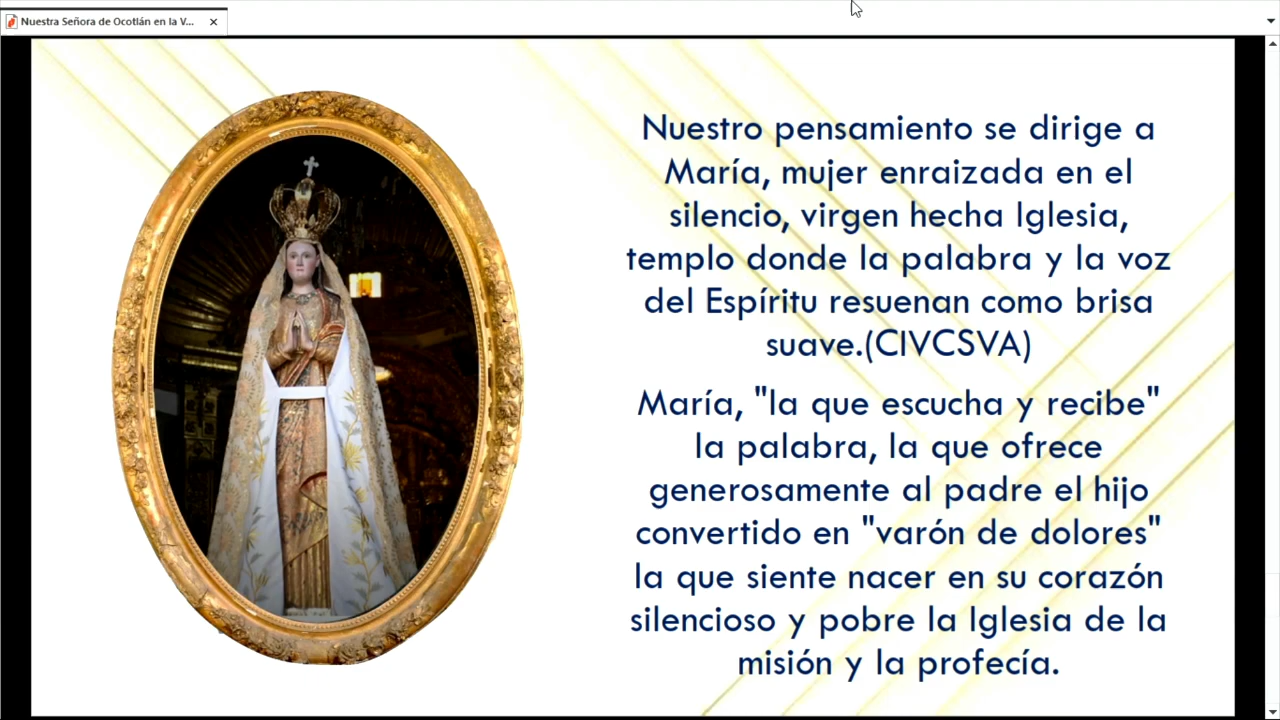 Nuestra Señora de Ocotlán en la V...
Nuestro pensamiento se dirige a
María, mujer enraizada en el
silencio, virgen hecha Iglesia,
templo donde la palabra y la voz
del Espíritu resuenan como brisa
suave.(CIVCSVA)
María, "la que escucha y recibe"
la palabra, la que ofrece
generosamente al padre el hijo
convertido en "varón de dolores"
la que siente nacer en su corazón
silencioso y pobre la Iglesia de la
misión y la profecía.